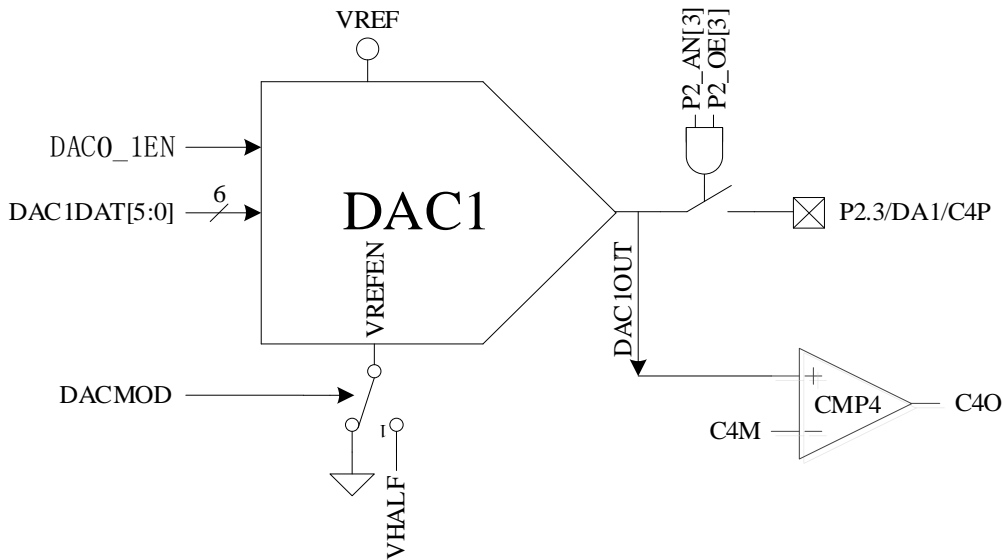 VREF
P2_AN[3]
P2_OE[3]
DAC0_1EN
DAC1DAT[5:0]
6
DAC1
P2.3/DA1/C4P
VREFEN
DAC1OUT
DACMOD
+
CMP4
C4O
C4M
1
VHALF